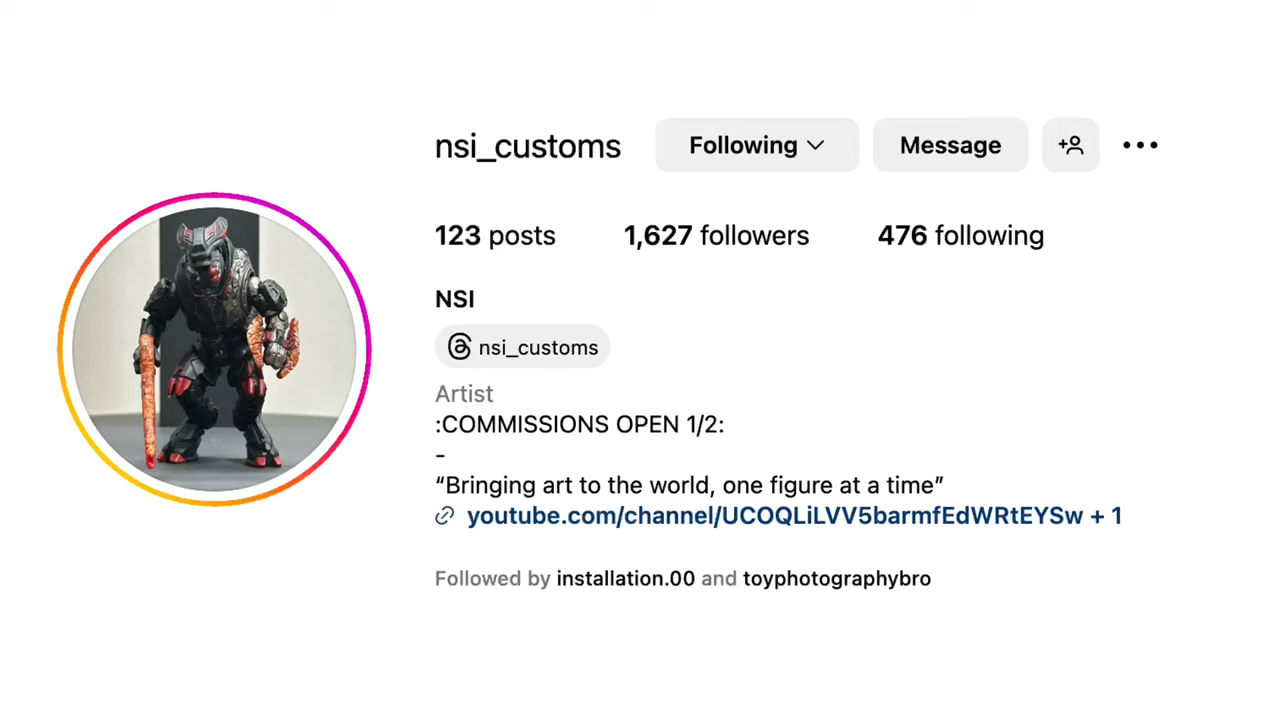 nsi_customs Following Message
123 posts 1,627 followers 476 following
NSI
nsi_customs
Artist
:COMMISSIONS OPEN 1/2:
-
“Bringing art to the world, one figure at a time”
youtube.com/channel/UCOQLiLVV5barmfEdWRtEYSw + 1
Followed by installation.00 and toyphotographybro